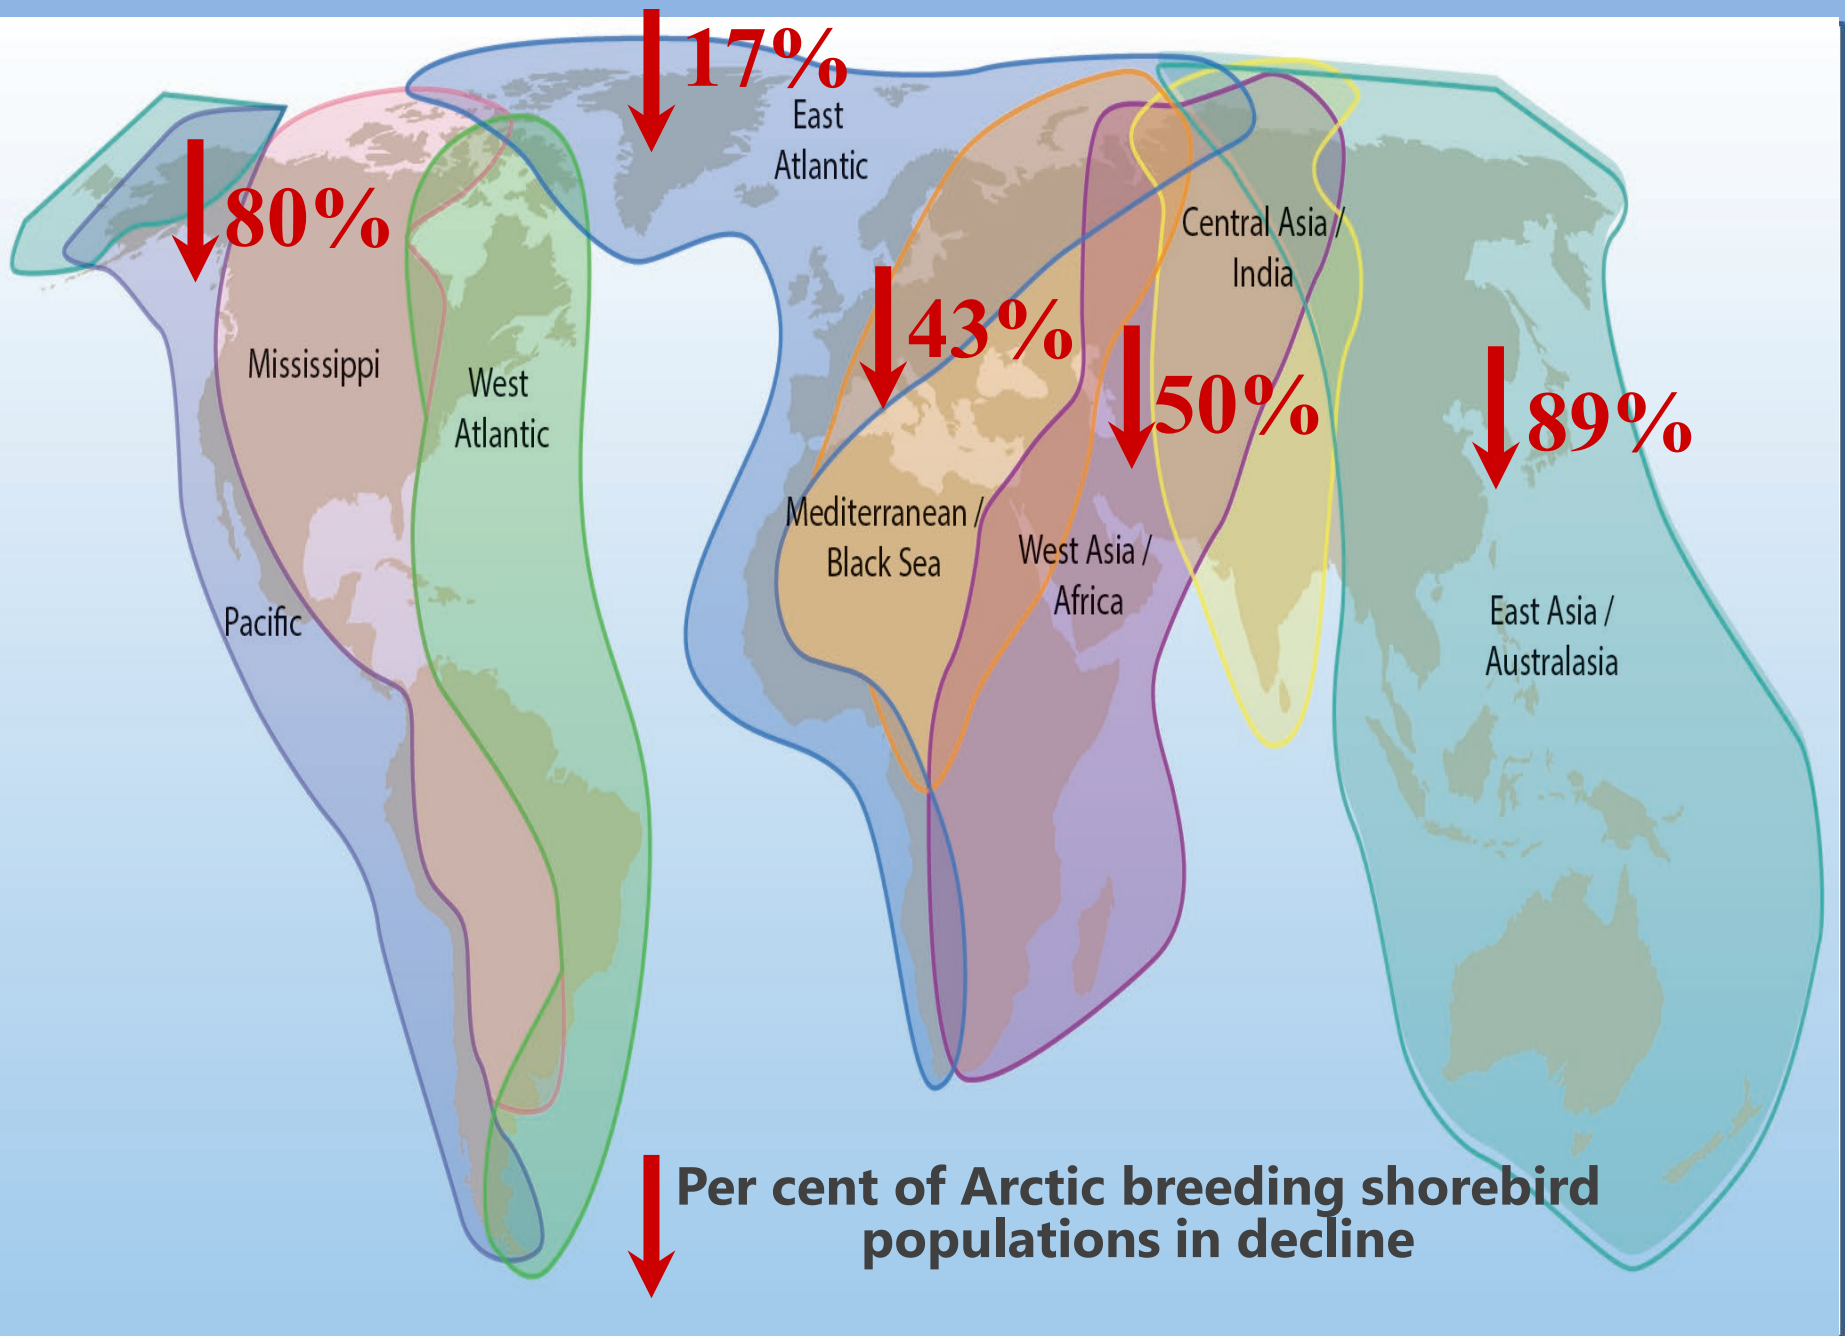 17%
East
Atlantic
80%
Central Asia /
India
43%
Mississippi
West
Atlantic
50%
89%
Mediterranean /
Black Sea
West Asia /
Africa
Pacific
East Asia /
Australasia
Per cent of Arctic breeding shorebird
populations in decline